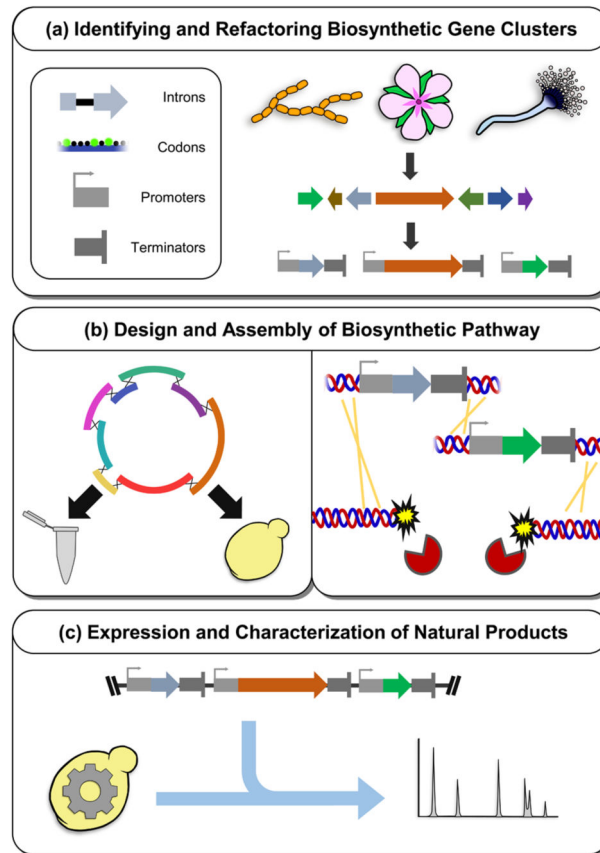 (a) Identifying and Refactoring Biosynthetic Gene Clusters
Introns
Codons
Promoters
Terminators
(b) Design and Assembly of Biosynthetic Pathway
(c) Expression and Characterization of Natural Products